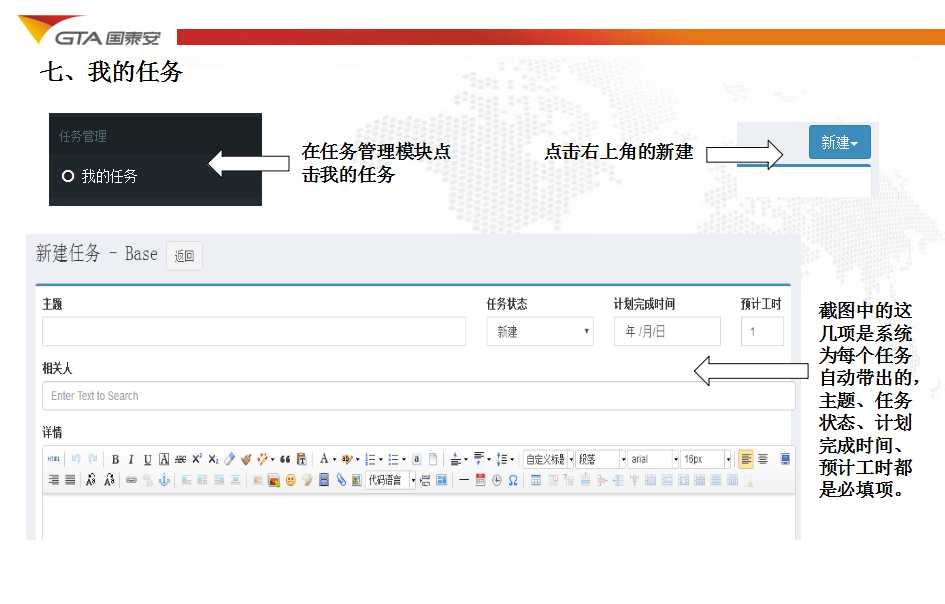 GTA 国泰安
七、我的任务
任务管理
我的任务
在任务管理模块点
击我的任务
点击右上角的新建
新建
新建任务 - Base 返回
主题 任务状态 计划完成时间 预计工时
新建 年 /月/日 1
相关人
Enter Text to Search
详情
HTML B I U A ABC X² X₂ A ab a 自定义标题 段落 arial 16px
代码语言 Ω
截图中的这
几项是系统
为每个任务
自动带出的,
主题、任务
状态、计划
完成时间、
预计工时都
是必填项。